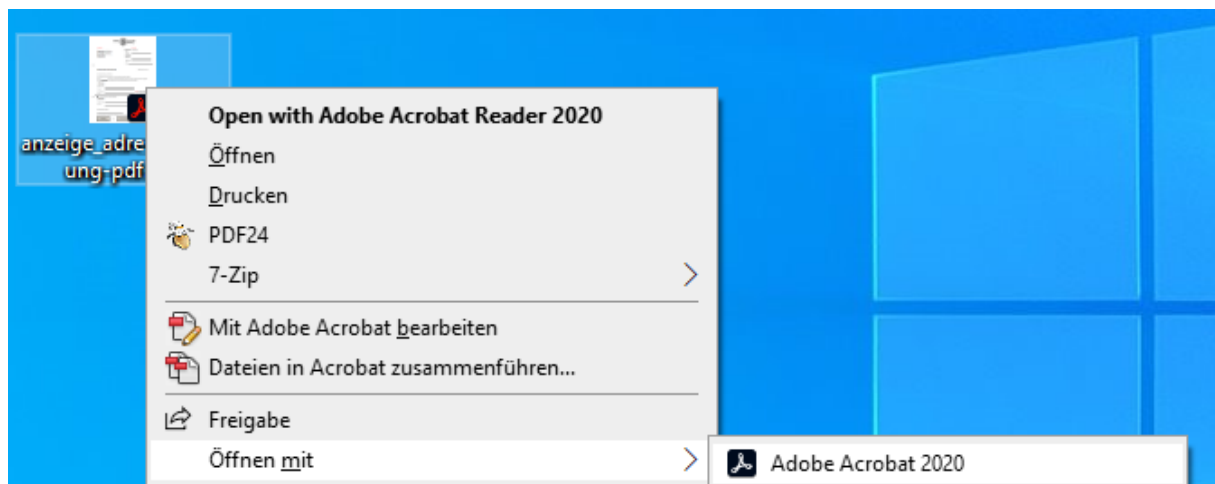 anzeige_adre
ung-pdf
Open with Adobe Acrobat Reader 2020
Öffnen
Drucken
PDF24
7-Zip
Mit Adobe Acrobat bearbeiten
Dateien in Acrobat zusammenführen...
Freigabe
Öffnen mit
Adobe Acrobat 2020